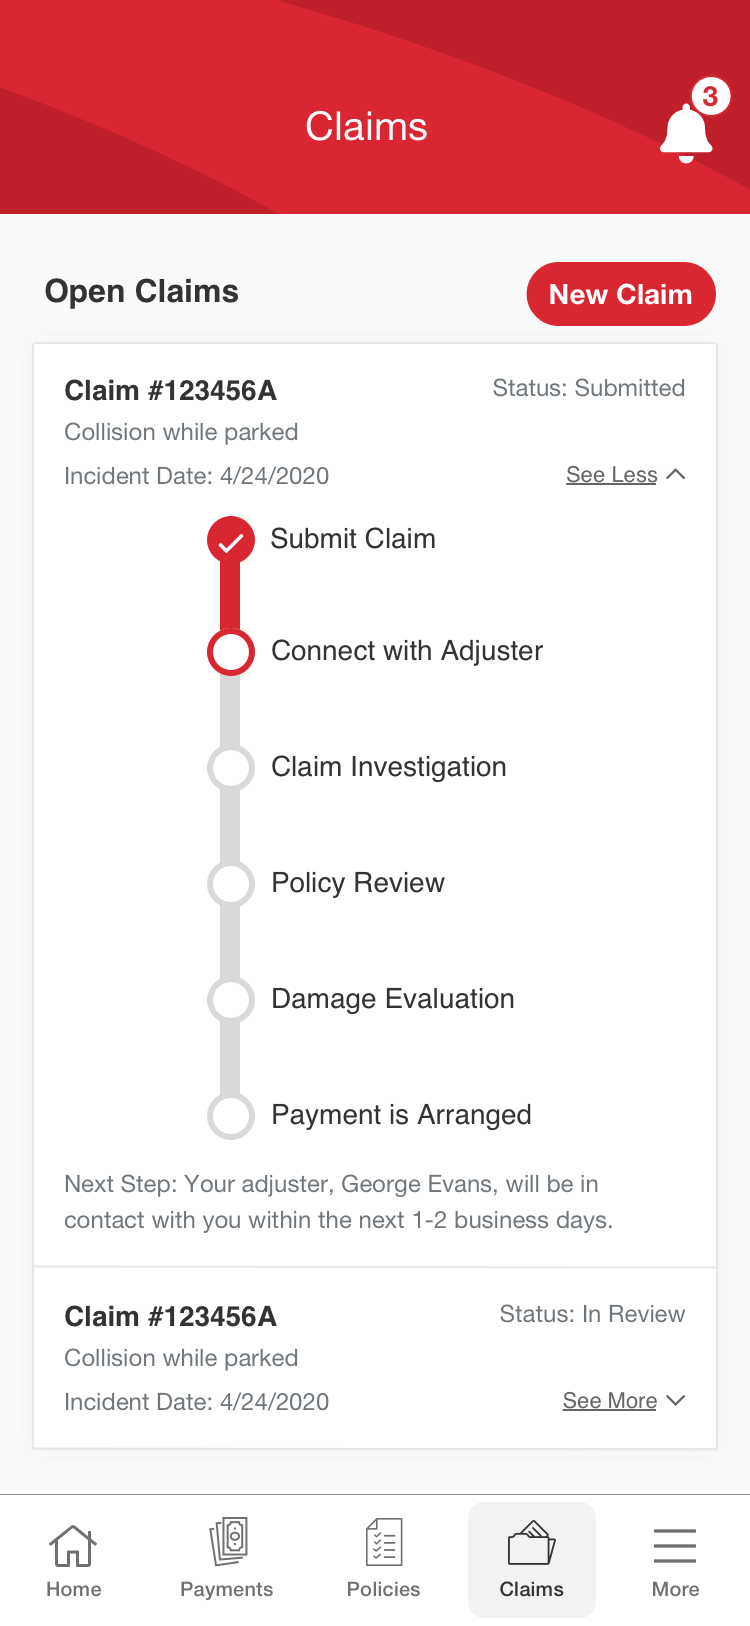 Claims
3
Open Claims
New Claim
Claim #123456A
Status: Submitted
Collision while parked
Incident Date: 4/24/2020
See Less
Submit Claim
Connect with Adjuster
Claim Investigation
Policy Review
Damage Evaluation
Payment is Arranged
Next Step: Your adjuster, George Evans, will be in
contact with you within the next 1-2 business days.
Claim #123456A
Status: In Review
Collision while parked
Incident Date: 4/24/2020
See More
Home
Payments
Policies
Claims
More